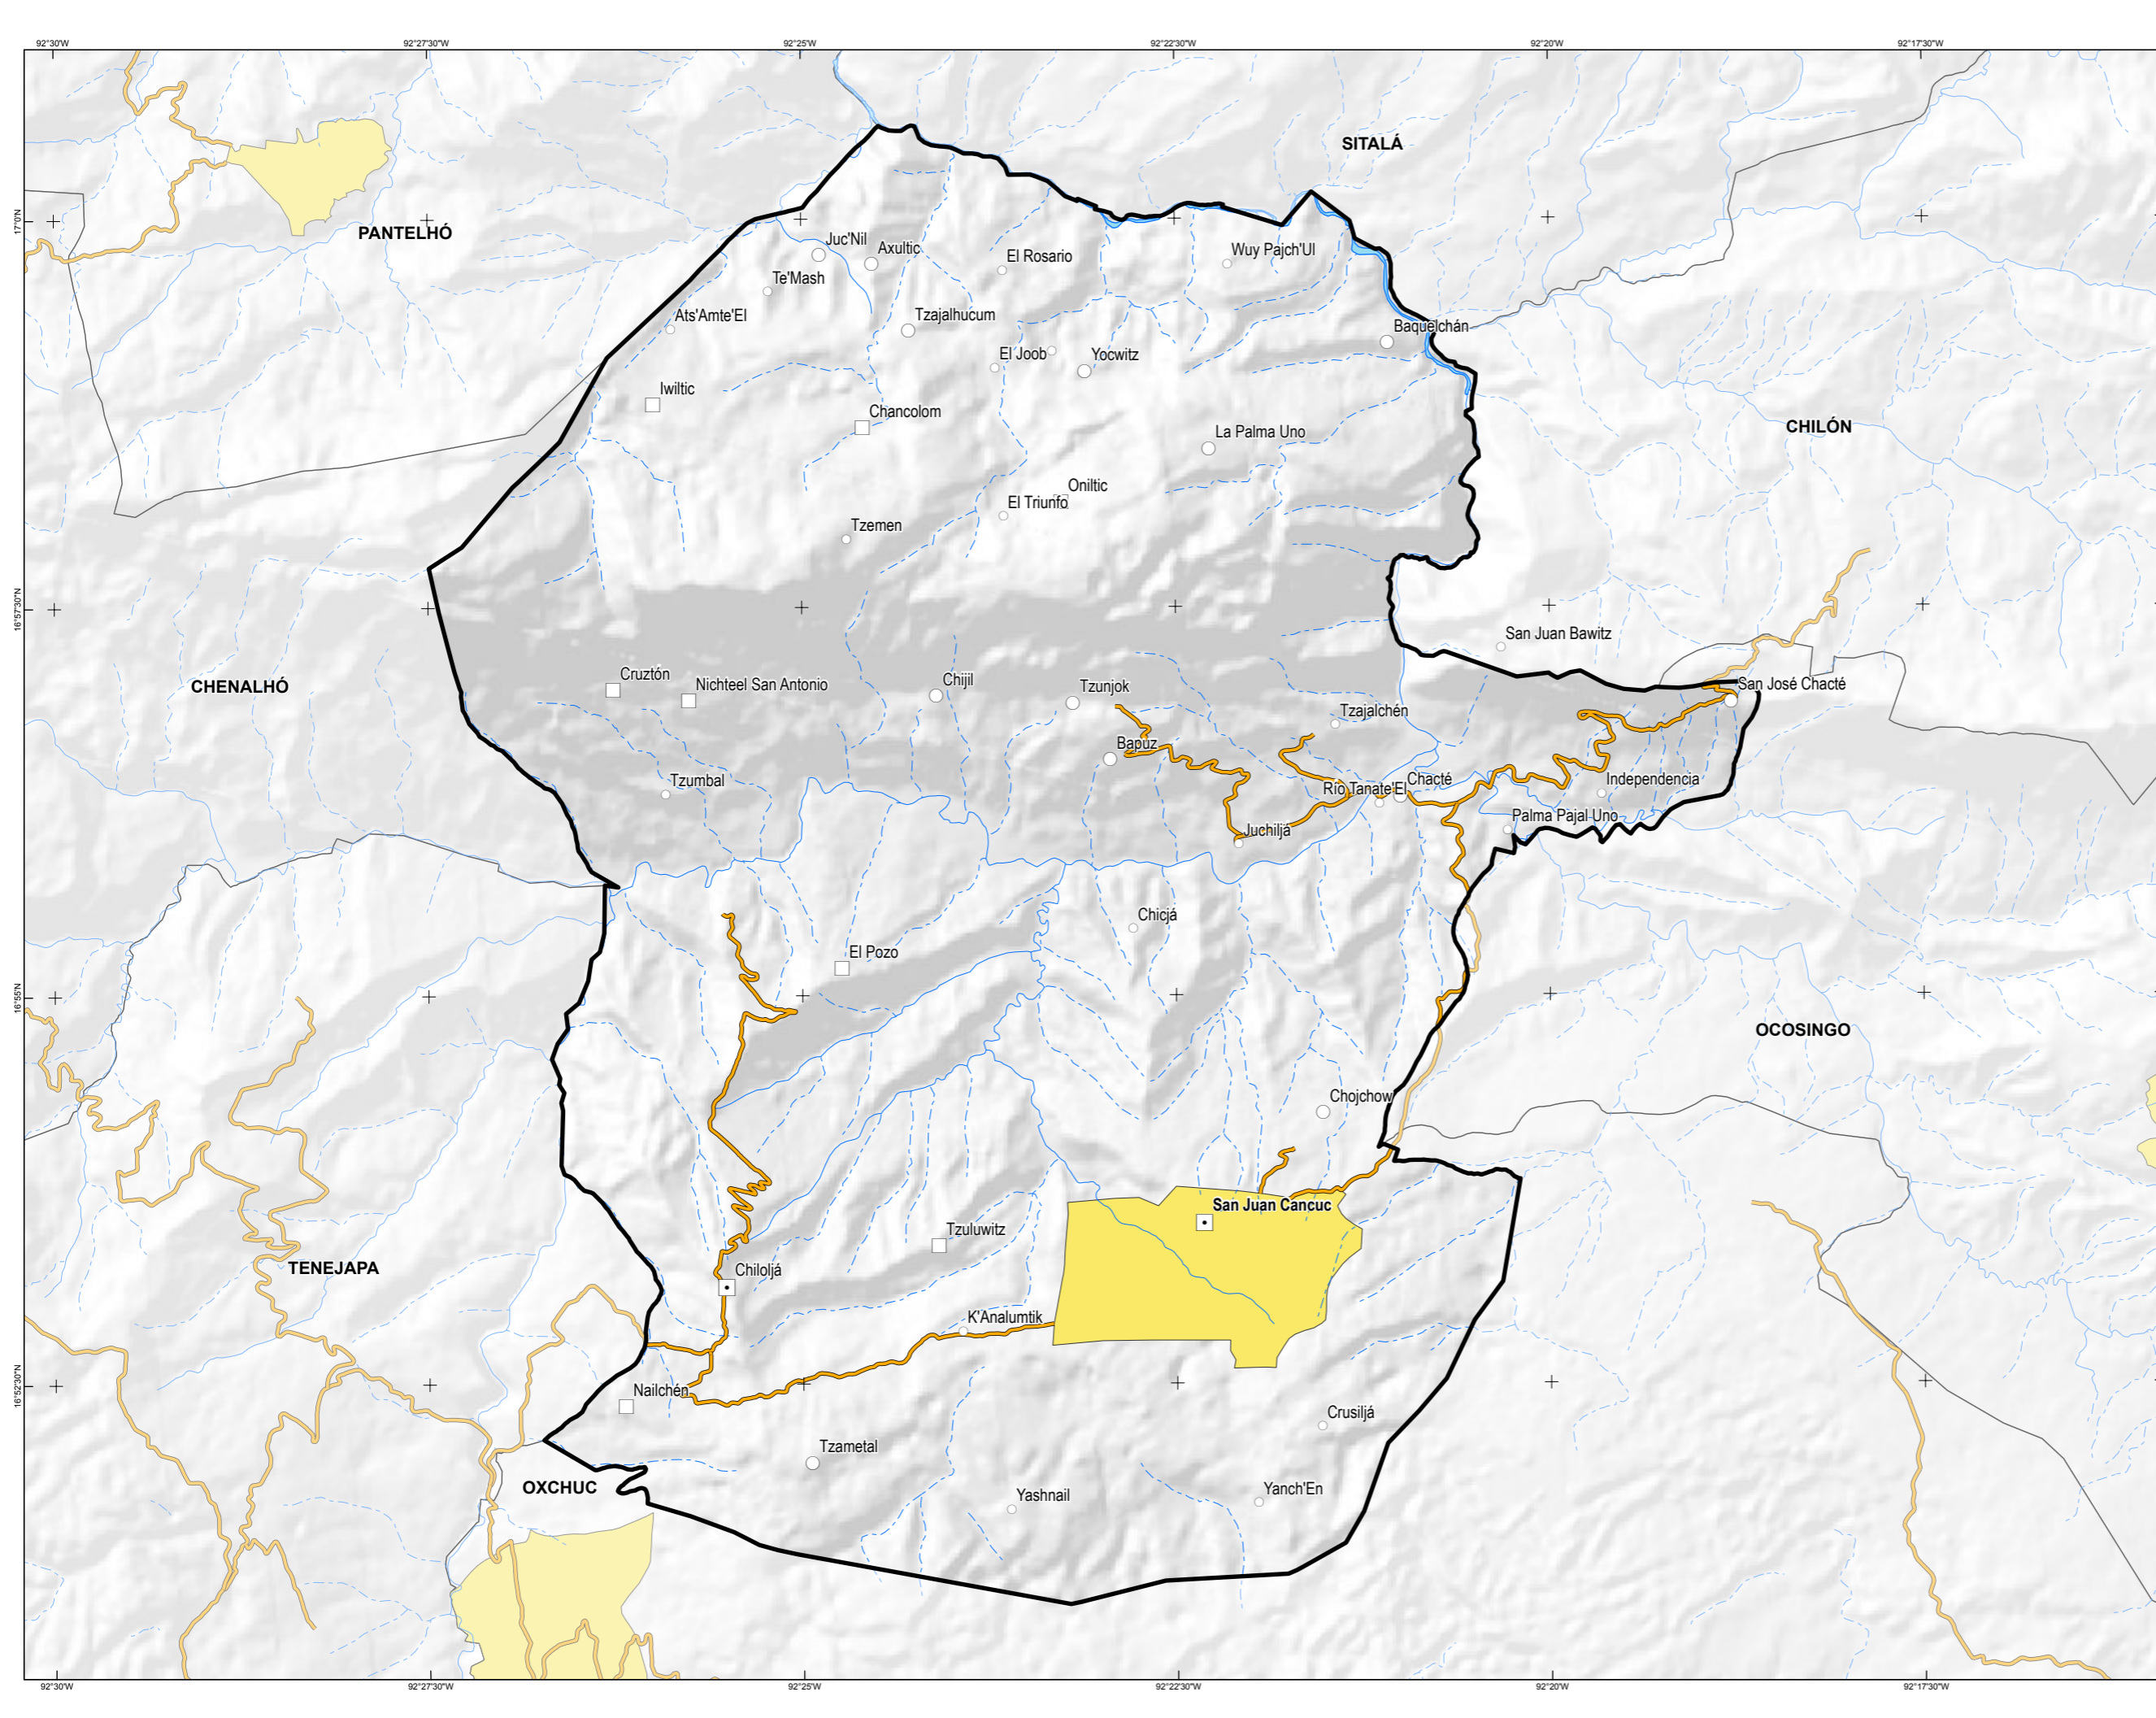 92°30'W
92°27'30"W
92°25'W
92°22'30"W
92°20'W
92°17'30"W
SITALÁ
17°0'N
PANTELHÓ
Juc'Nil
Axultic
El Rosario
Wuy Pajch'Ul
Te'Mash
Ats'Amte'El
Tzajalhucum
Baquelchán
El Joob
Yocwitz
Iwiltic
Chancolom
La Palma Uno
CHILÓN
Oniltic
El Triunfo
Tzemen
16°57'30"N
San Juan Bawitz
Cruztón
Nichteel San Antonio
Chijil
Tzunjok
San José Chacté
CHENALHÓ
Tzajalchén
Bapuz
Tzumbal
Río Tanate'El
Chacté
Independencia
Juchiljá
Palma Pajal Uno
Chicjá
El Pozo
16°55'N
OCOSINGO
Chojchow
San Juan Cancuc
Tzuluwitz
TENEJAPA
Chiloljá
K'Analumtik
16°52'30"N
Nailchén
Crusiljá
Tzametal
OXCHUC
Yashnail
Yanch'En
92°30'W
92°27'30"W
92°25'W
92°22'30"W
92°20'W
92°17'30"W